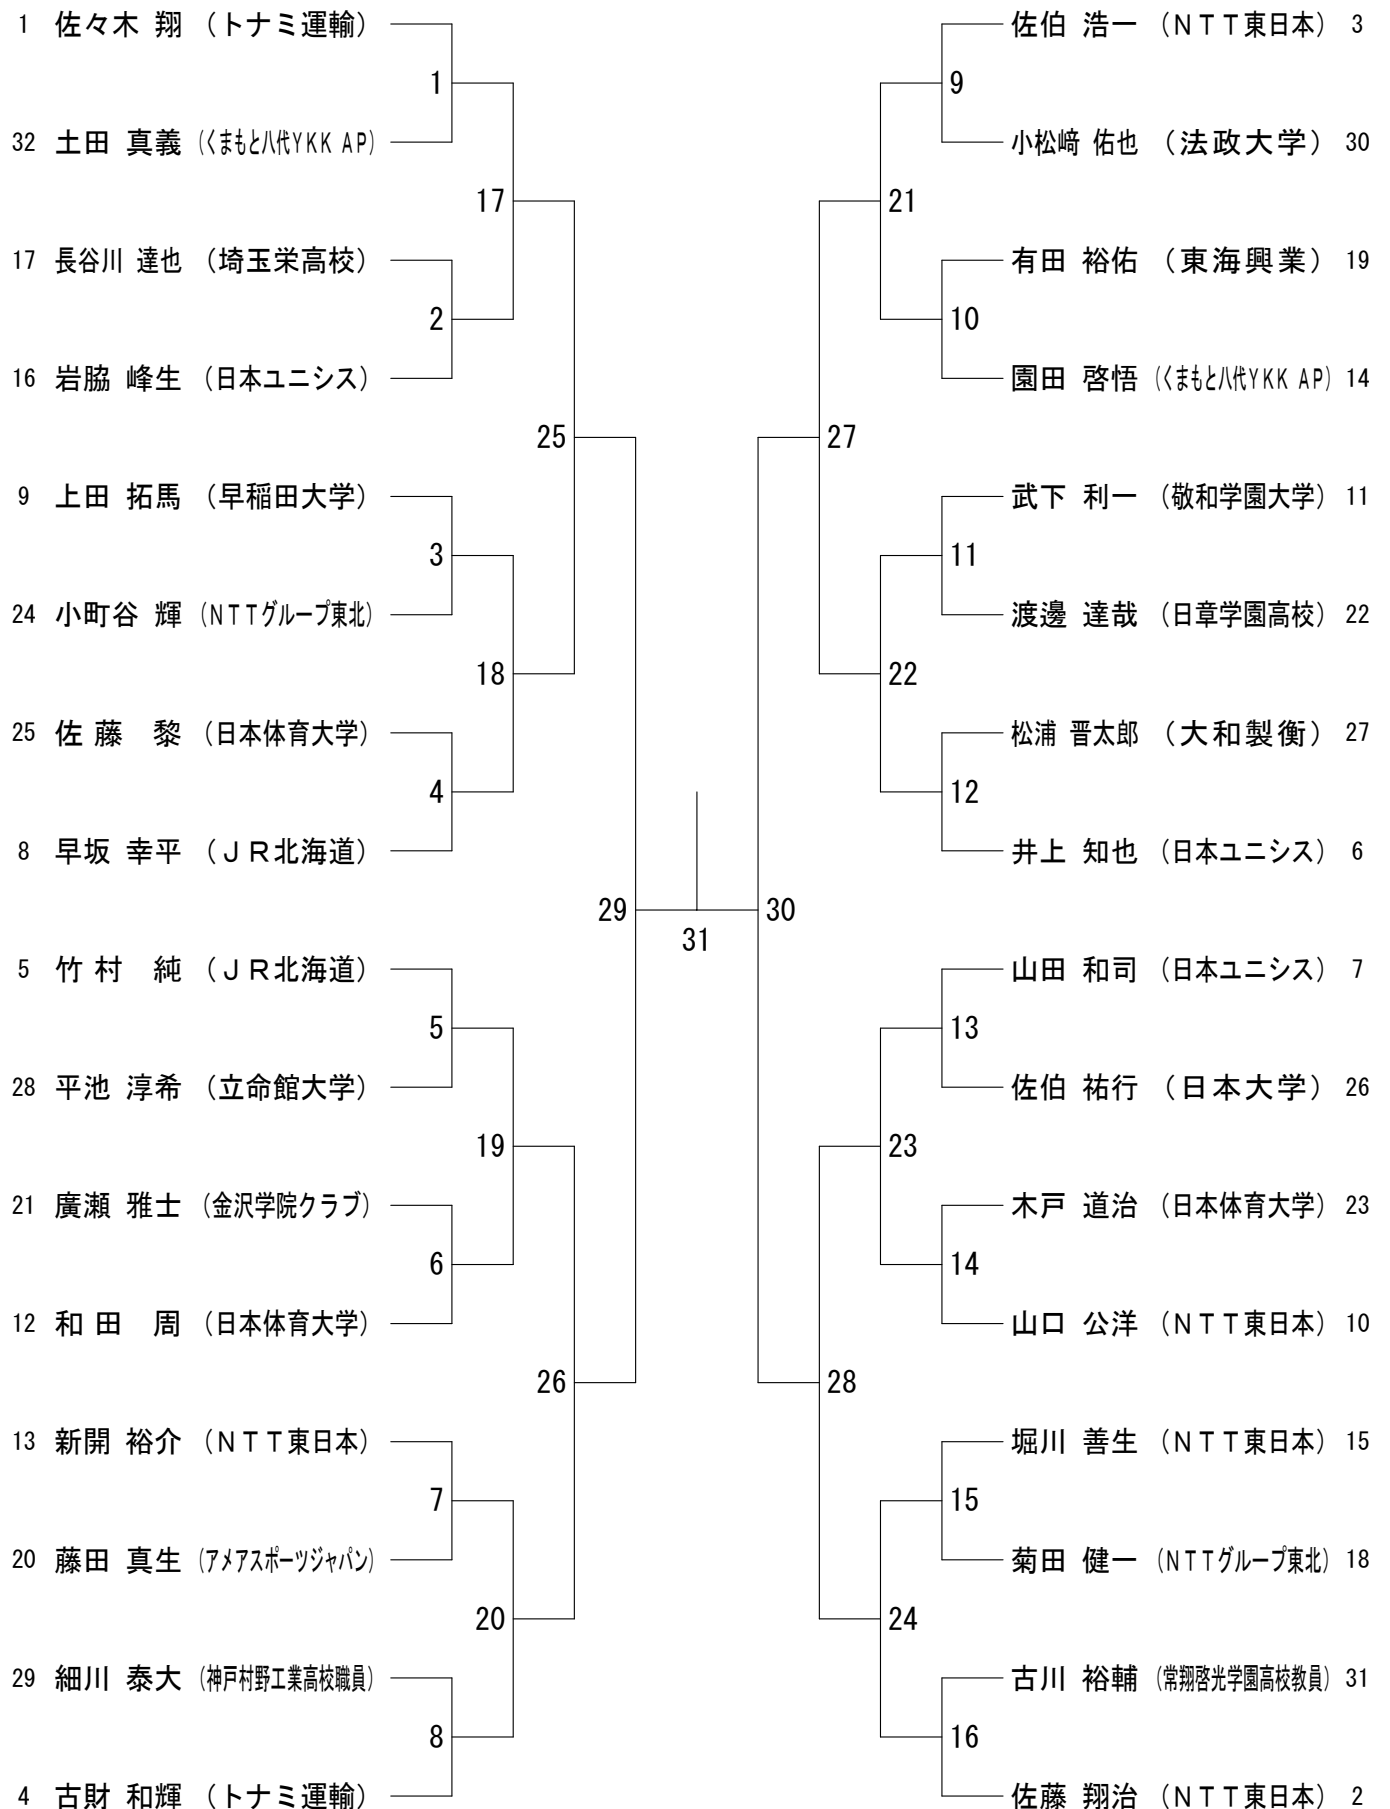 1 佐々木 翔 （トナミ運輸）
1
32 土田 真義 （くまもと八代YKK AP）
17
17 長谷川 達也 （埼玉栄高校）
2
16 岩脇 峰生 （日本ユニシス）
25
9 上田 拓馬 （早稲田大学）
3
24 小町谷 輝 （NTTグループ東北）
18
25 佐藤 黎 （日本体育大学）
4
8 早坂 幸平 （JR北海道）
29
5 竹村 純 （JR北海道）
5
28 平池 淳希 （立命館大学）
19
21 廣瀬 雅士 （金沢学院クラブ）
6
12 和田 周 （日本体育大学）
26
13 新開 裕介 （NTT東日本）
7
20 藤田 真生 （アメアスポーツジャパン）
20
29 細川 泰大 （神戸村野工業高校職員）
8
4 古財 和輝 （トナミ運輸）
31
佐伯 浩一 （NTT東日本） 3
9
小松﨑 佑也 （法政大学） 30
21
有田 裕佑 （東海興業） 19
10
園田 啓悟 （くまもと八代YKK AP） 14
27
武下 利一 （敬和学園大学） 11
11
渡邊 達哉 （日章学園高校） 22
22
松浦 晋太郎 （大和製衡） 27
12
井上 知也 （日本ユニシス） 6
30
山田 和司 （日本ユニシス） 7
13
佐伯 祐行 （日本大学） 26
23
木戸 道治 （日本体育大学） 23
14
山口 公洋 （NTT東日本） 10
28
堀川 善生 （NTT東日本） 15
15
菊田 健一 （NTTグループ東北） 18
24
古川 裕輔 （常翔啓光学園高校教員） 31
16
佐藤 翔治 （NTT東日本） 2